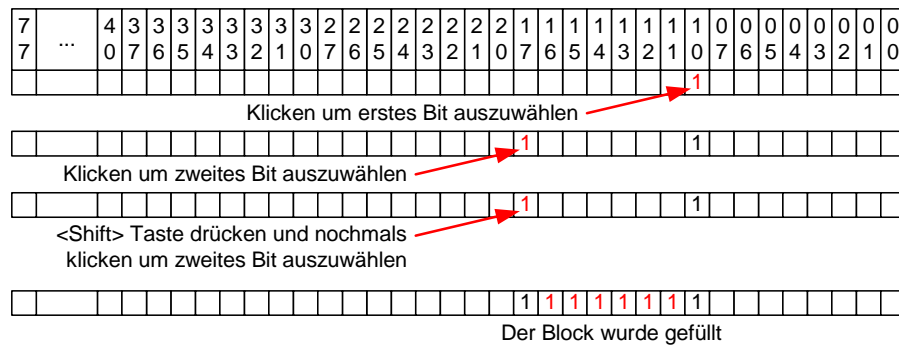 7 ... 4 3 3 3 3 3 3 3 3 2 2 2 2 2 2 2 2 1 1 1 1 1 1 1 1 0 0 0 0 0 0 0 0
7 0 7 6 5 4 3 2 1 0 7 6 5 4 3 2 1 0 7 6 5 4 3 2 1 0 7 6 5 4 3 2 1 0
1
Klicken um erstes Bit auszuwählen
1 1
Klicken um zweites Bit auszuwählen
1 1
<Shift> Taste drücken und nochmals
klicken um zweites Bit auszuwählen
1 1 1 1 1 1 1 1
Der Block wurde gefüllt